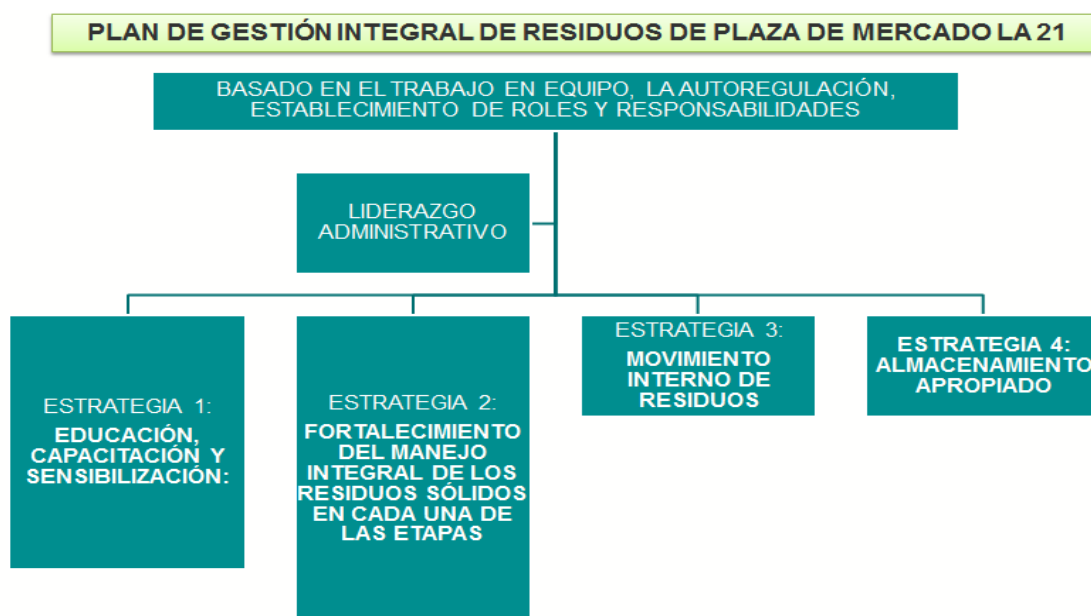 PLAN DE GESTIÓN INTEGRAL DE RESIDUOS DE PLAZA DE MERCADO LA 21
BASADO EN EL TRABAJO EN EQUIPO, LA AUTOREGULACIÓN,
ESTABLECIMIENTO DE ROLES Y RESPONSABILIDADES
LIDERAZGO
ADMINISTRATIVO
ESTRATEGIA 1:
EDUCACIÓN,
CAPACITACIÓN Y
SENSIBILIZACIÓN:
ESTRATEGIA 2:
FORTALECIMIENTO
DEL MANEJO
INTEGRAL DE LOS
RESIDUOS SÓLIDOS
EN CADA UNA DE
LAS ETAPAS
ESTRATEGIA 3:
MOVIMIENTO
INTERNO DE
RESIDUOS
ESTRATEGIA 4:
ALMACENAMIENTO
APROPIADO